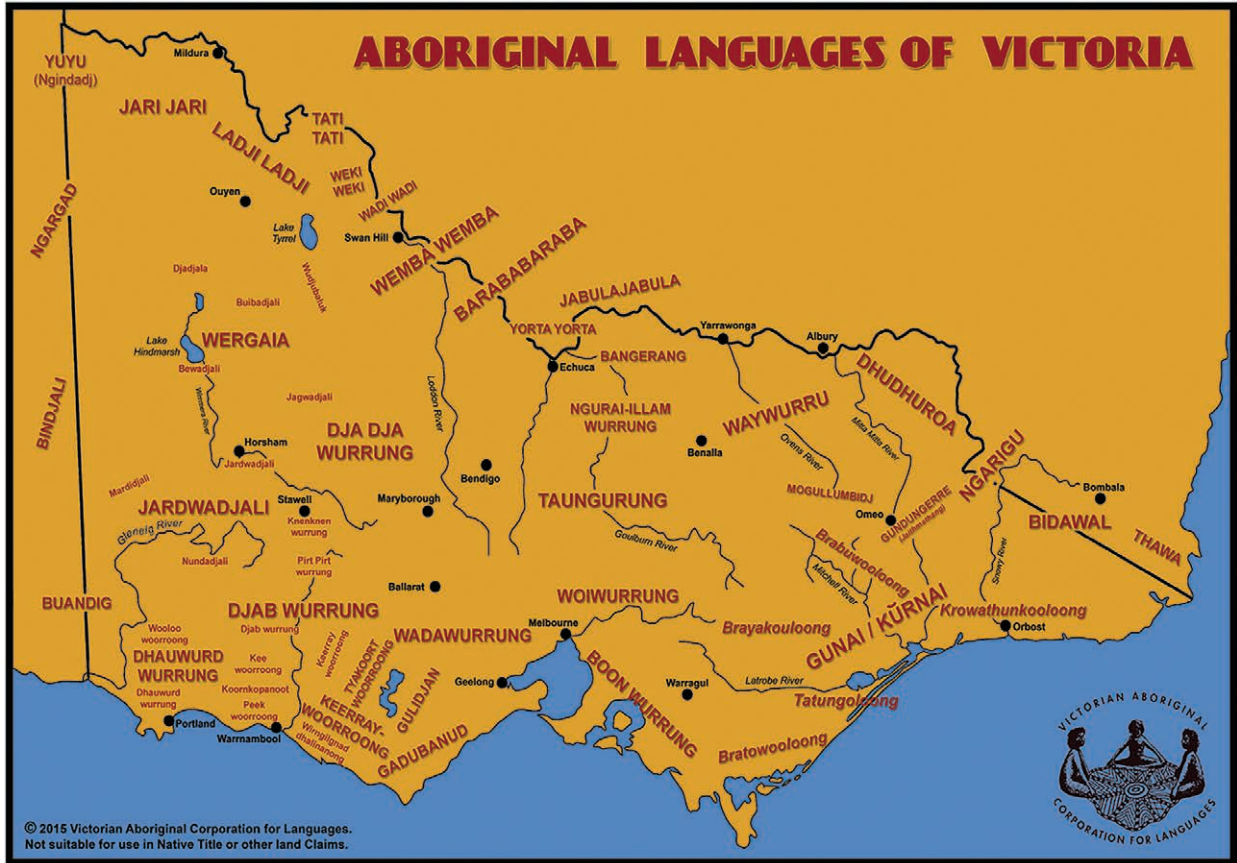 ABORIGINAL LANGUAGES OF VICTORIA
YUYU
(Ngindadj)
Mildura
JARI JARI
TATI
TATI
LADJI LADJI
WEKI
WEKI
WADI WADI
Ouyen
NGARGAD
Lake
Tyrrel
Swan Hill
WEMBA WEMBA
BARABABARABA
JABULAJABULA
Djadjala
Wudjubaluk
Buibadjali
YORTA YORTA
Yarrawonga
Albury
WERGAIA
Lake
Hindmarsh
BANGERANG
Echuca
Bewadjali
DHUDHUROA
BINDJALI
Wimmera River
Loddon River
Jagwadjali
NGURAI-ILLAM
WURRUNG
WAYWURRU
DJA DJA
WURRUNG
Mitta Mitta River
Benalla
Ovens River
Horsham
Jardwadjali
Bendigo
NGARIGU
Mardidjali
JARDWADJALI
Stawell
Maryborough
TAUNGURUNG
MOGULLUMBIDJ
Bombala
Knenknen
wurrung
Omeo
GUNDUNGERRE
BIDAWAL
Glenelg River
Goulburn River
THAWA
Nundadjali
Pirt Pirt
wurrung
Brabuwooloong
Mitchell River
Snowy River
Ballarat
BUANDIG
DJAB WURRUNG
WOIWURRUNG
Krowathunkooloong
Wooloo
woorroong
Djab wurrung
Keerray
woorroong
WADAWURRUNG
Melbourne
Brayakouloong
GUNAI / KŬRNAI
Orbost
DHAUWURD
WURRUNG
Kee
woorroong
TYAKOORT
WOORROONG
BOON WURRUNG
Dhauwurd
wurrung
Koornkopanoot
Peek
woorroong
GULIDJAN
Geelong
Warragul
Latrobe River
Tatungoloong
KEERRAY-
WOORROONG
Portland
Warrnambool
Wirngilgnad
dhalinanong
GADUBANUD
Bratowooloong
VICTORIAN ABORIGINAL
CORPORATION FOR LANGUAGES
© 2015 Victorian Aboriginal Corporation for Languages.
Not suitable for use in Native Title or other land Claims.